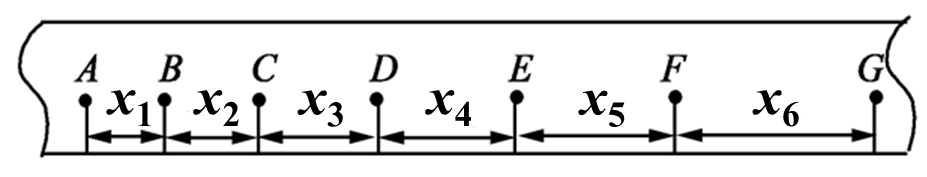 A B C D E F G
x₁ x₂ x₃ x₄ x₅ x₆